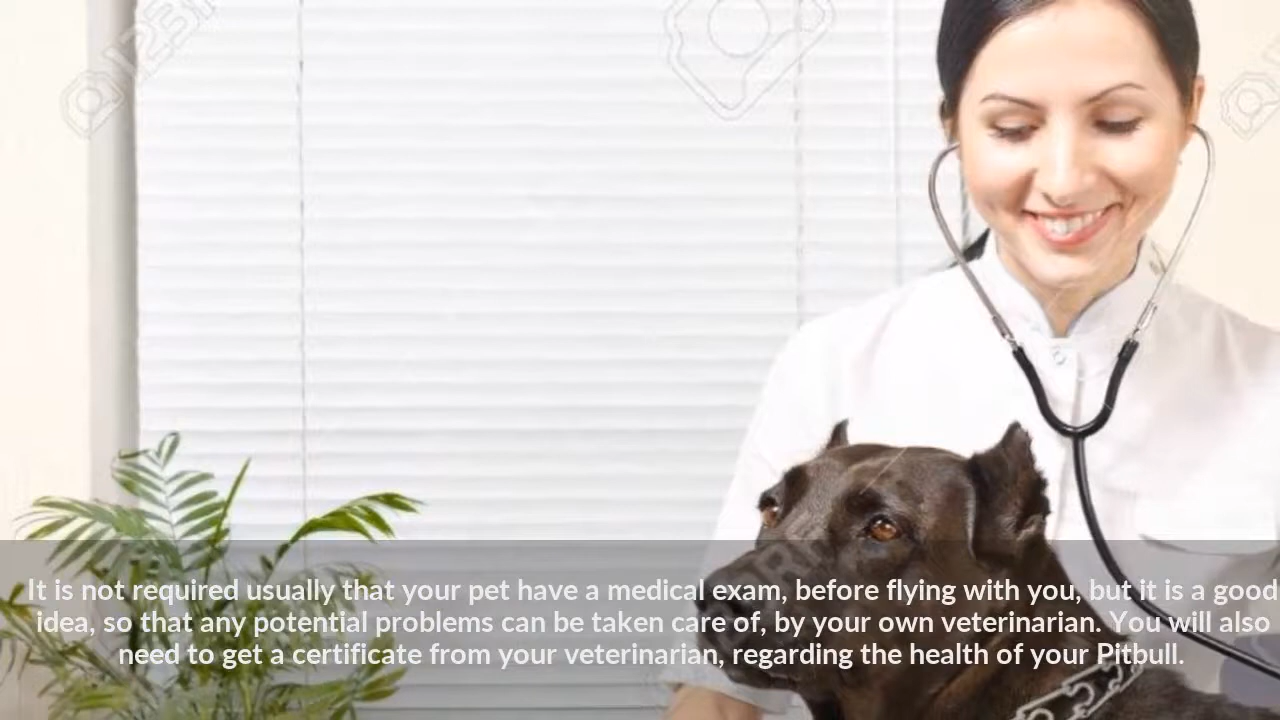 It is not required usually that your pet have a medical exam, before flying with you, but it is a good
idea, so that any potential problems can be taken care of, by your own veterinarian. You will also
need to get a certificate from your veterinarian, regarding the health of your Pitbull.